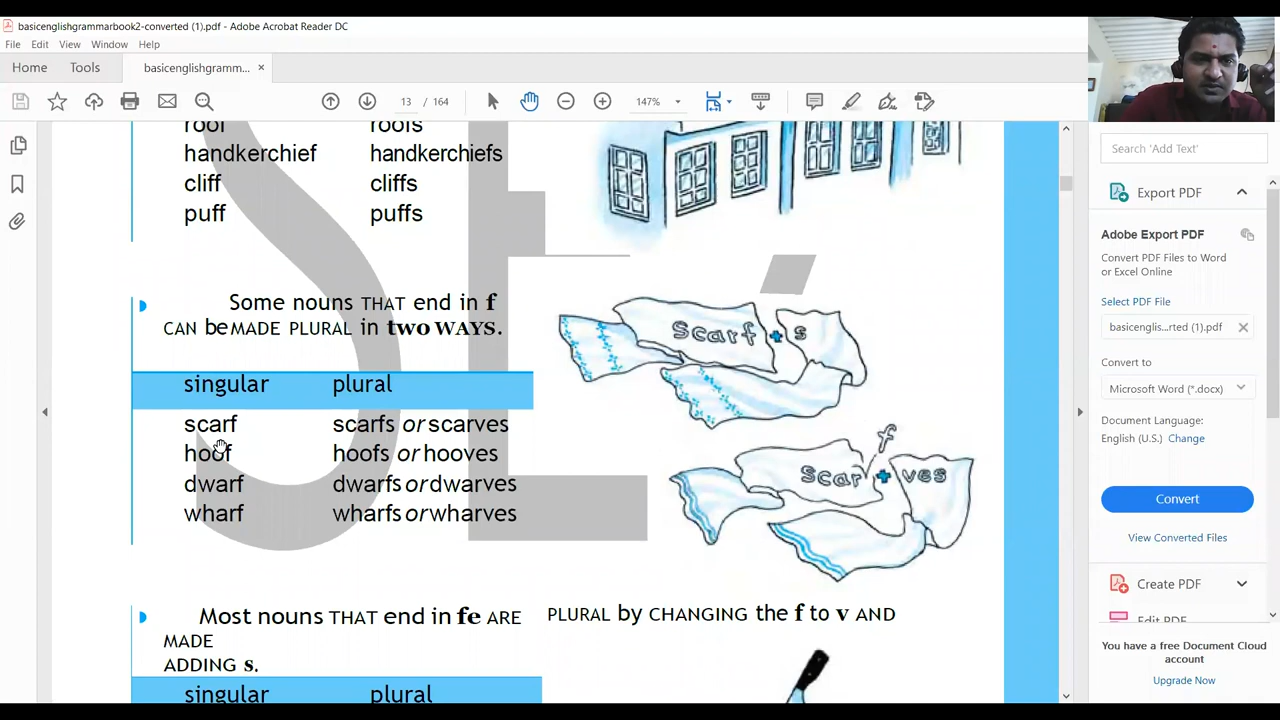 basicenglishgrammarbook2-converted (1).pdf - Adobe Acrobat Reader DC
File Edit View Window Help
Home Tools basicenglishgramm... ×
13 / 164 147%
roof roofs
handkerchief handkerchiefs
cliff cliffs
puff puffs
Some nouns THAT end in f
CAN beMADE PLURAL in two WAYS.
singular plural
scarf scarfs or scarves
hoof hoofs or hooves
dwarf dwarfs ordwarves
wharf wharfs orwharves
Scarf + s
f
Scar + ves
Most nouns THAT end in fe ARE PLURAL by CHANGING the f to v AND
MADE
ADDING s.
singular plural
Search 'Add Text'
Export PDF
Adobe Export PDF
Convert PDF Files to Word
or Excel Online
Select PDF File
basicenglis...rted (1).pdf
Convert to
Microsoft Word (*.docx)
Document Language:
English (U.S.) Change
Convert
View Converted Files
Create PDF
Edit PDF
You have a free Document Cloud
account
Upgrade Now